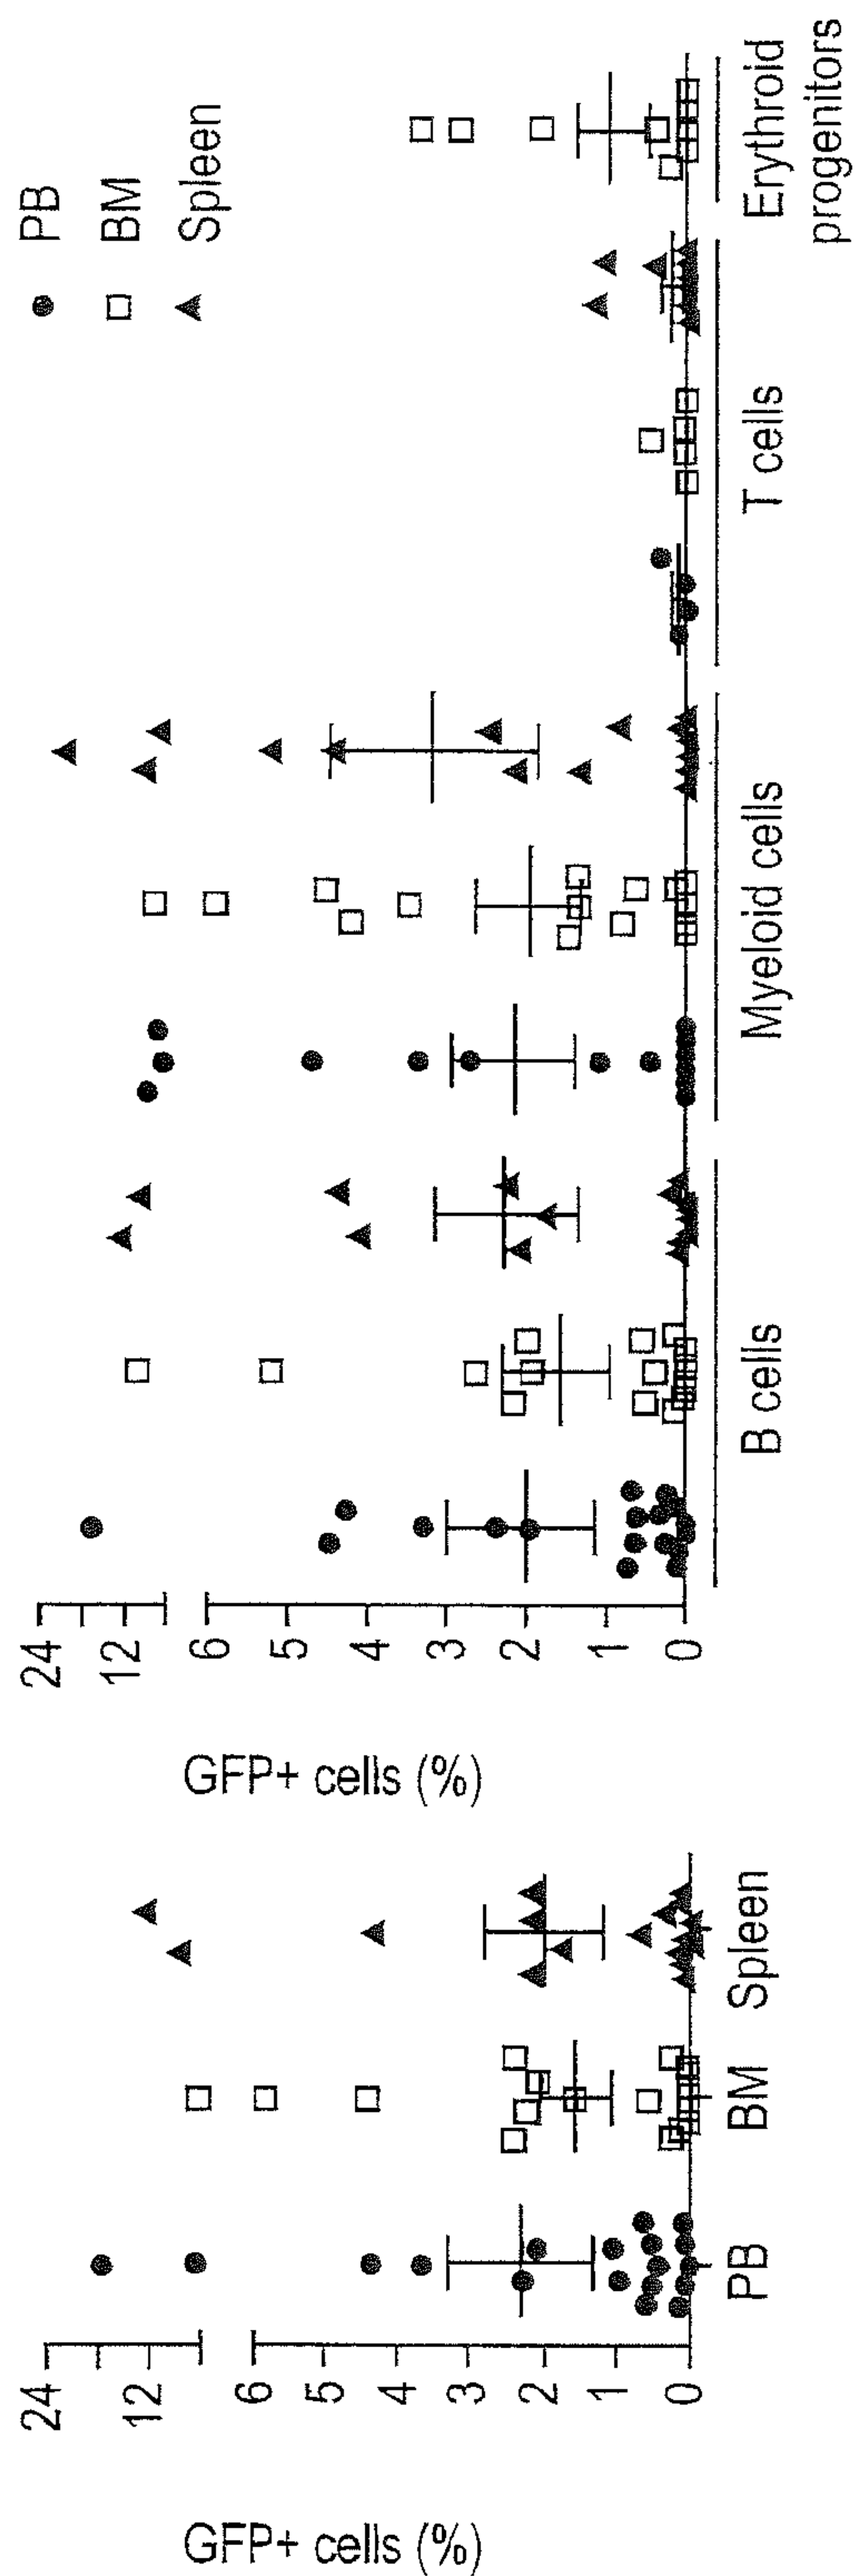 GFP+ cells (%)
24
12
6
5
4
3
2
1
0
PB
BM
Spleen
GFP+ cells (%)
24
12
6
5
4
3
2
1
0
PB
BM
Spleen
B cells
Myeloid cells
T cells
Erythroid
progenitors